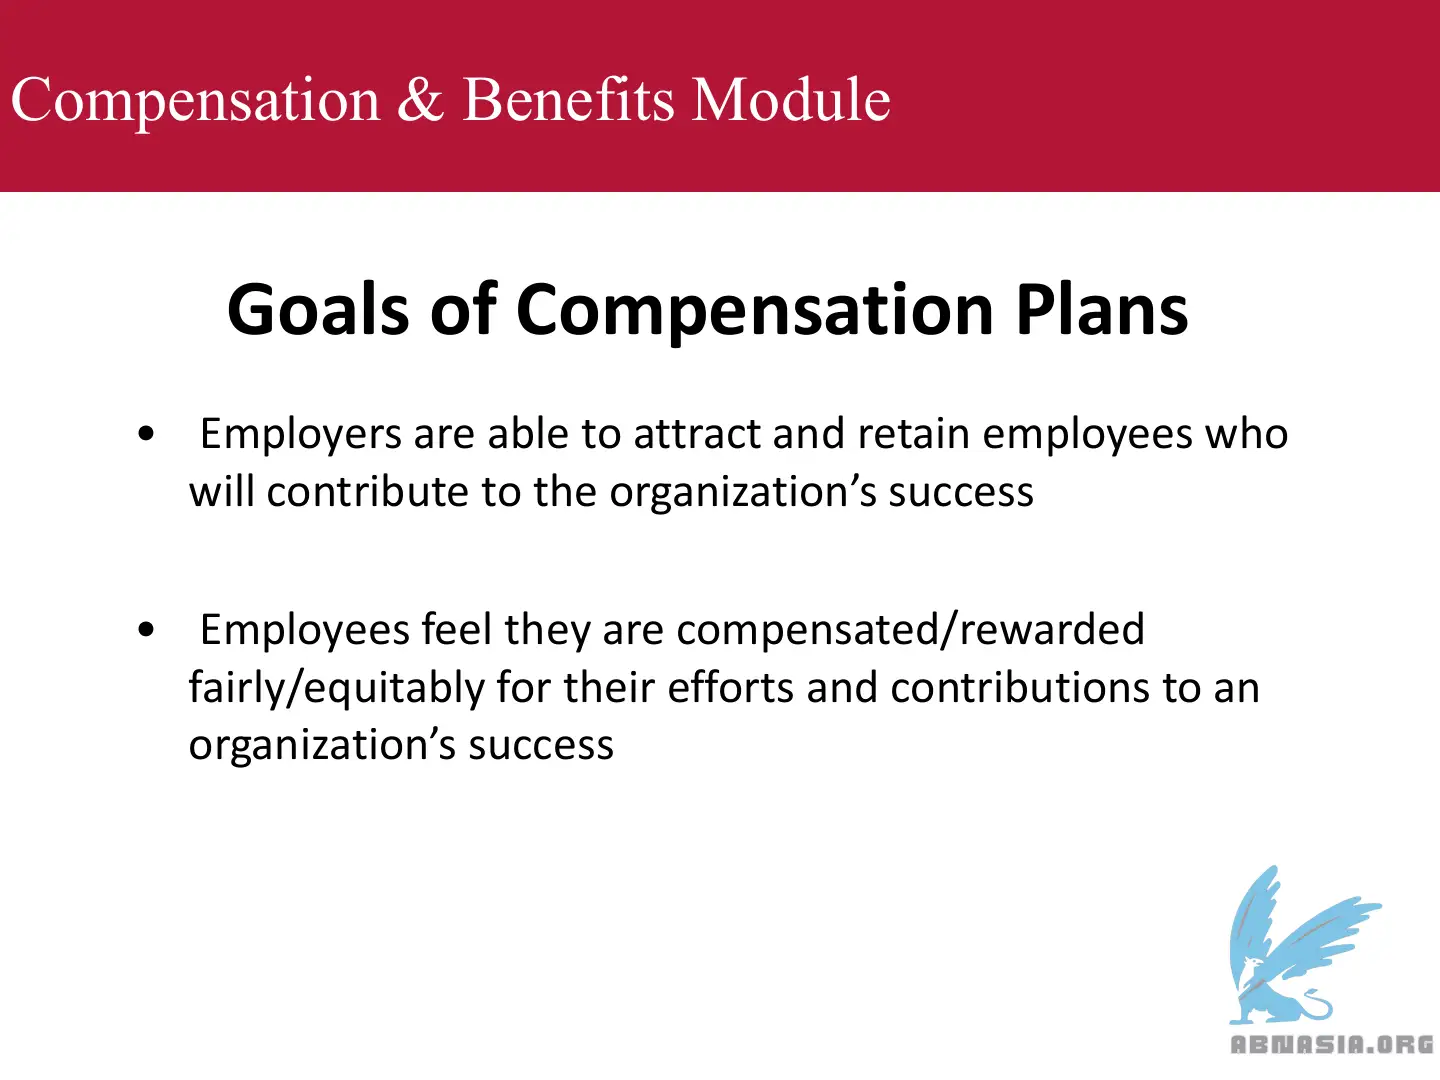 Compensation & Benefits Module
Goals of Compensation Plans
• Employers are able to attract and retain employees who
will contribute to the organization’s success
• Employees feel they are compensated/rewarded
fairly/equitably for their efforts and contributions to an
organization’s success
ABNASIA.ORG